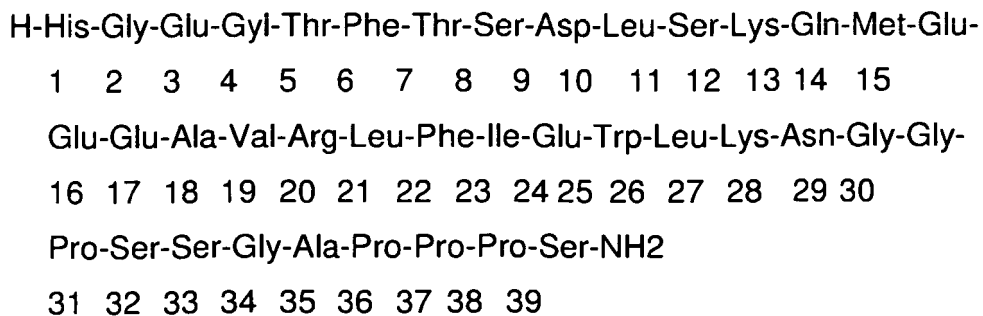 H-His-Gly-Glu-Gyl-Thr-Phe-Thr-Ser-Asp-Leu-Ser-Lys-Gln-Met-Glu-
1 2 3 4 5 6 7 8 9 10 11 12 13 14 15
Glu-Glu-Ala-Val-Arg-Leu-Phe-Ile-Glu-Trp-Leu-Lys-Asn-Gly-Gly-
16 17 18 19 20 21 22 23 24 25 26 27 28 29 30
Pro-Ser-Ser-Gly-Ala-Pro-Pro-Pro-Ser-NH2
31 32 33 34 35 36 37 38 39